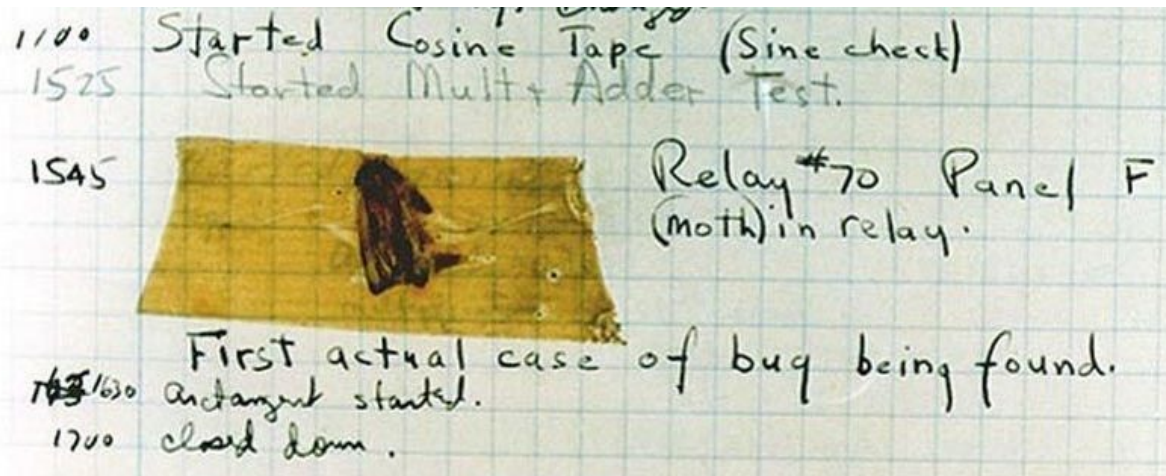 1100 Started Cosine Tape (Sine check)
1525 Started Mult + Adder Test.
1545 Relay #70 Panel F
(moth) in relay.
First actual case of bug being found.
1630 antangent started.
1700 closed down.